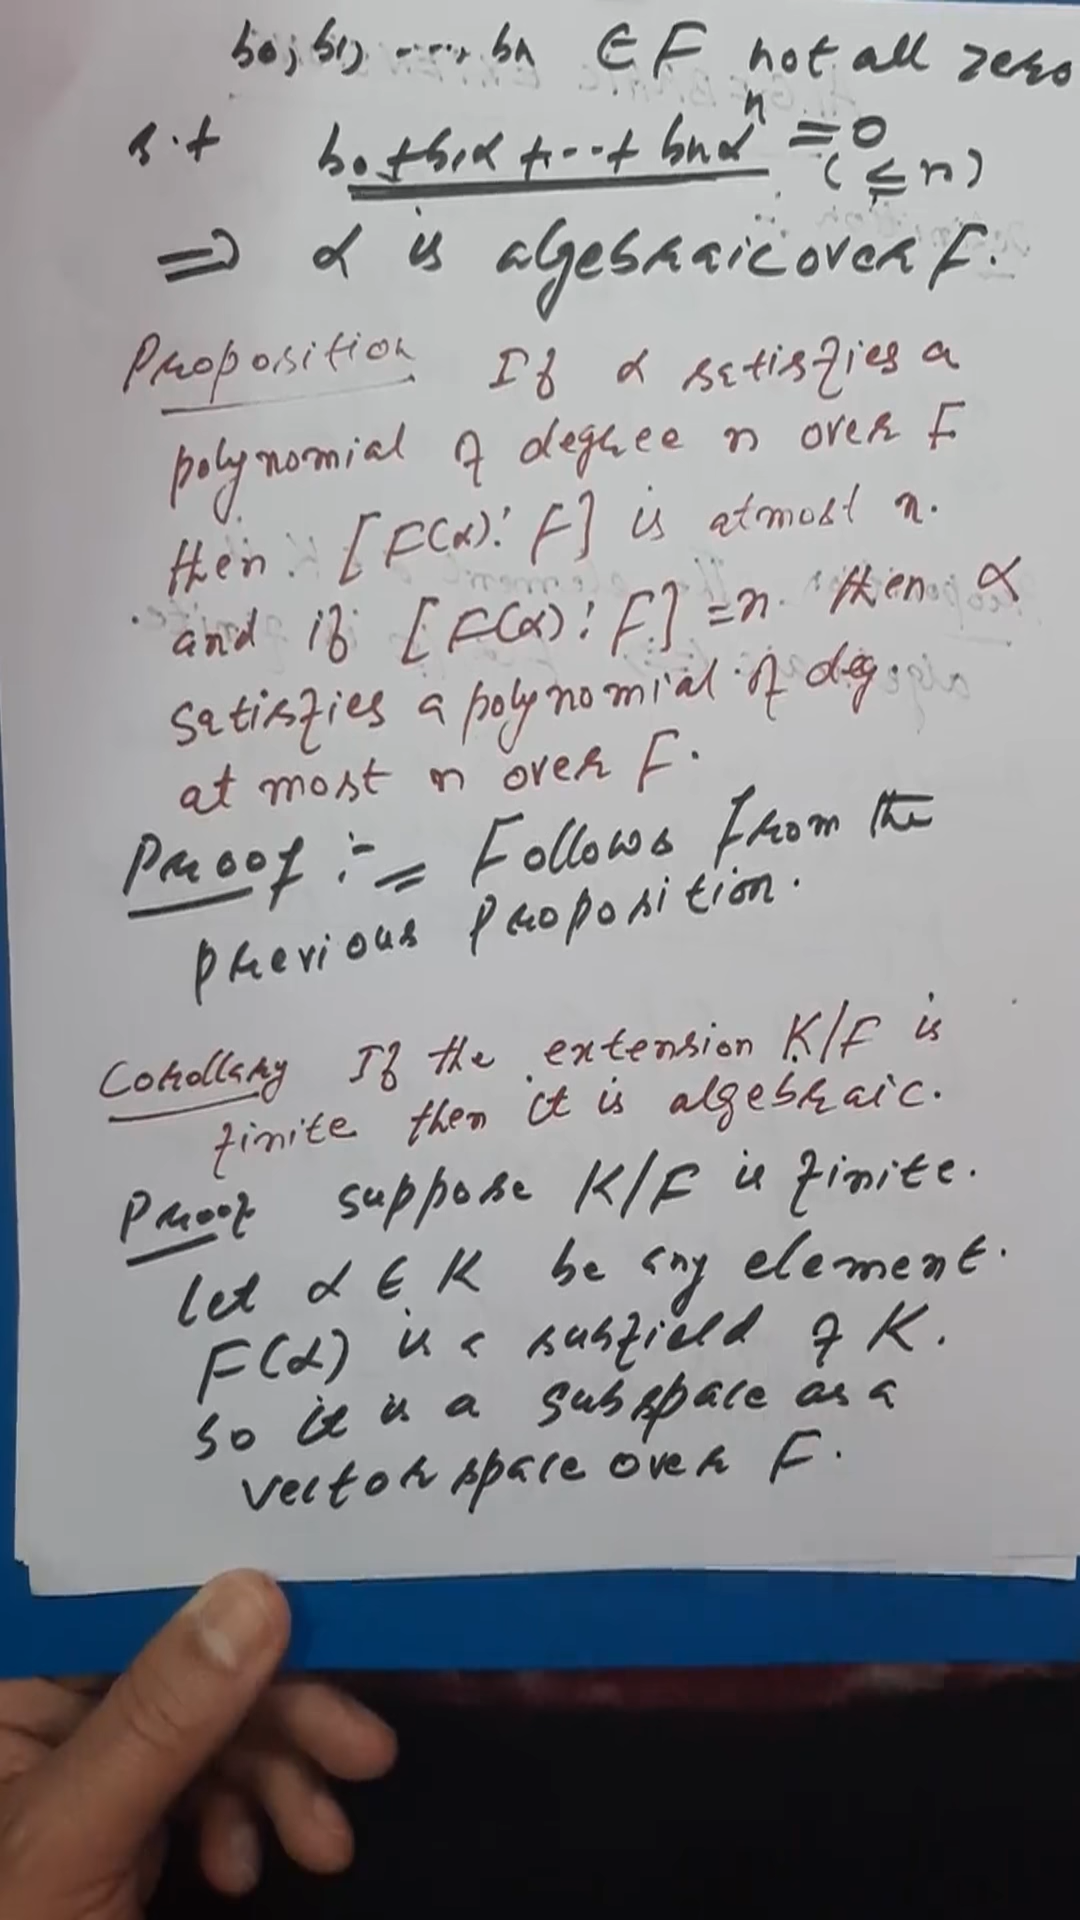 b0, b1, ...., bn ∈ F not all zero
s.t b0 + b1α + ... + bnα^n = 0
(≤ n)
⇒ α is algebraic over F.
Proposition If α satisfies a
polynomial of degree n over F
then [F(α): F] is atmost n.
and if [F(α): F] = n then α
satisfies a polynomial of deg.
at most n over F.
Proof :- = Follows from the
previous proposition.
Corollary If the extension K/F is
finite then it is algebraic.
Proof suppose K/F is finite.
let α ∈ K be any element.
F(α) is a subfield of K.
so it is a subspace as a
vector space over F.